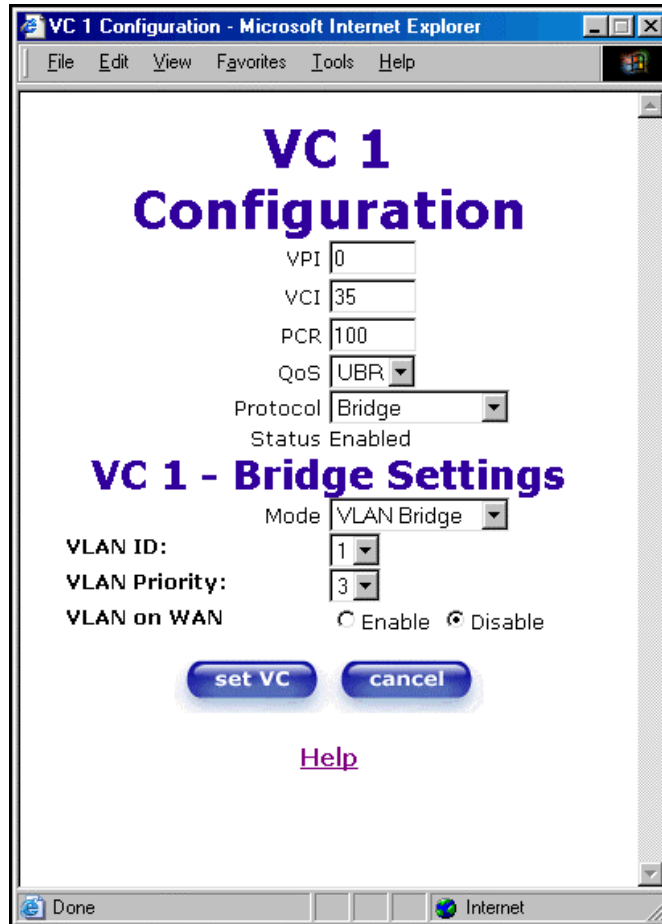 VC 1 Configuration - Microsoft Internet Explorer
File Edit View Favorites Tools Help
VC 1
Configuration
VPI 0
VCI 35
PCR 100
QoS UBR
Protocol Bridge
Status Enabled
VC 1 - Bridge Settings
Mode VLAN Bridge
VLAN ID: 1
VLAN Priority: 3
VLAN on WAN Enable Disable
set VC cancel
Help
Done Internet